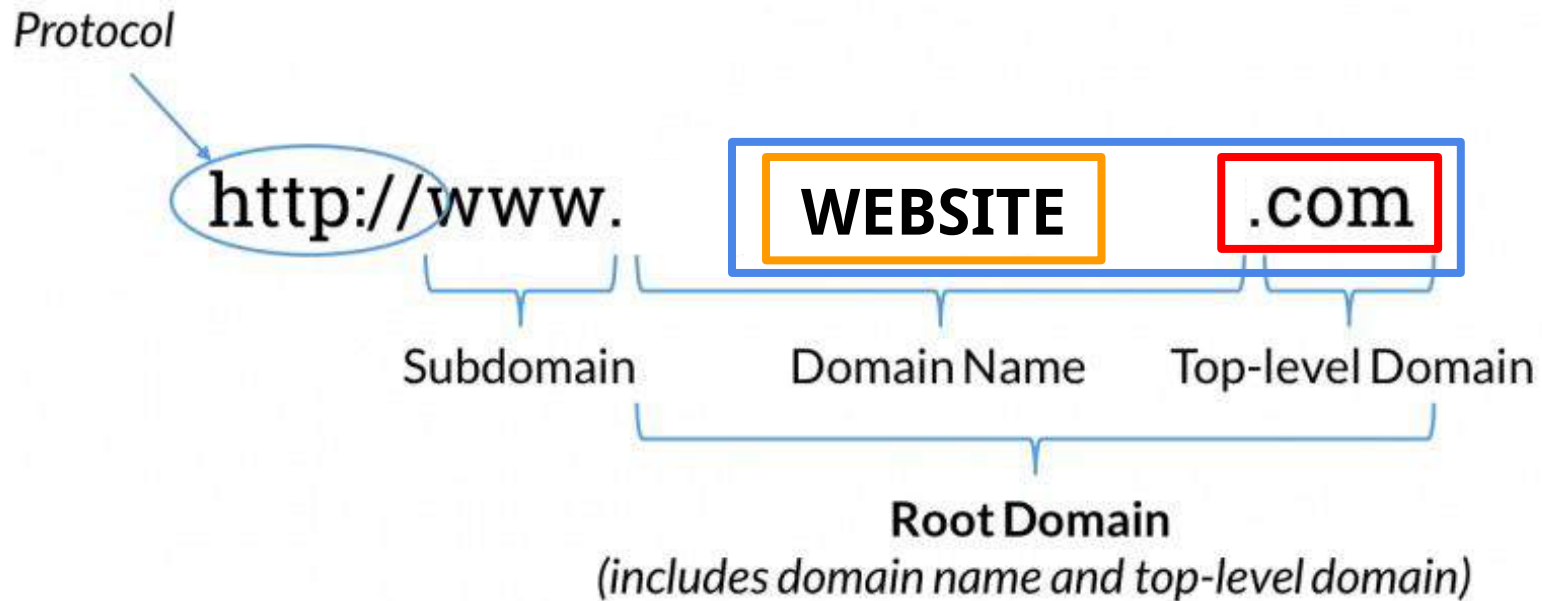 Protocol
http://www. WEBSITE .com
Subdomain Domain Name Top-level Domain
Root Domain
(includes domain name and top-level domain)